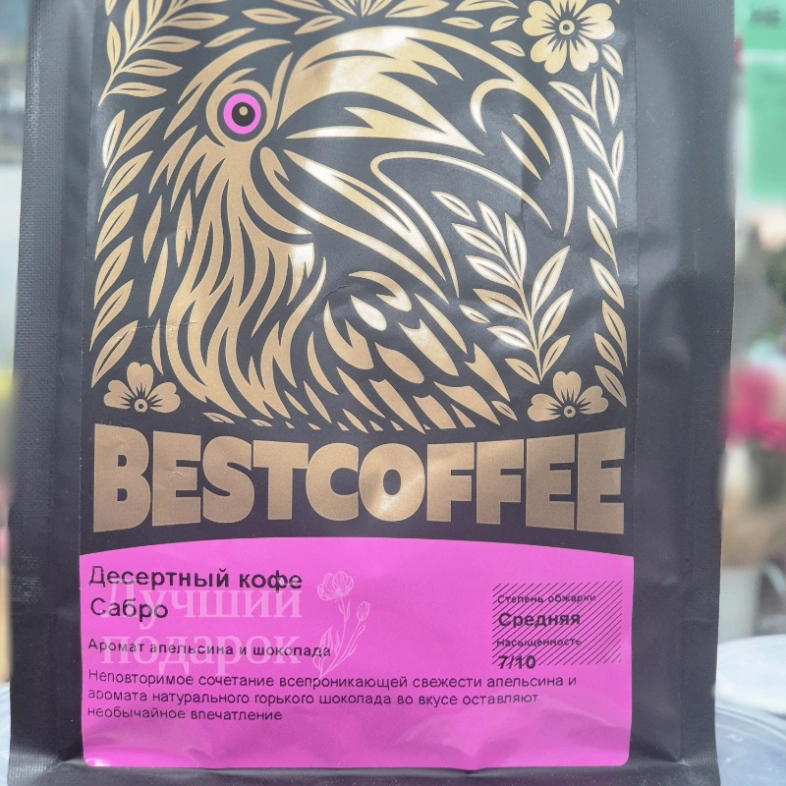 BESTCOFFEE
Десертный кофе
Сабро
Лучший
подарок
Аромат апельсина и шоколада
Степень обжарки
Средняя
Насыщенность
7/10
Неповторимое сочетание всепроникающей свежести апельсина и
аромата натурального горького шоколада во вкусе оставляют
необычайное впечатление